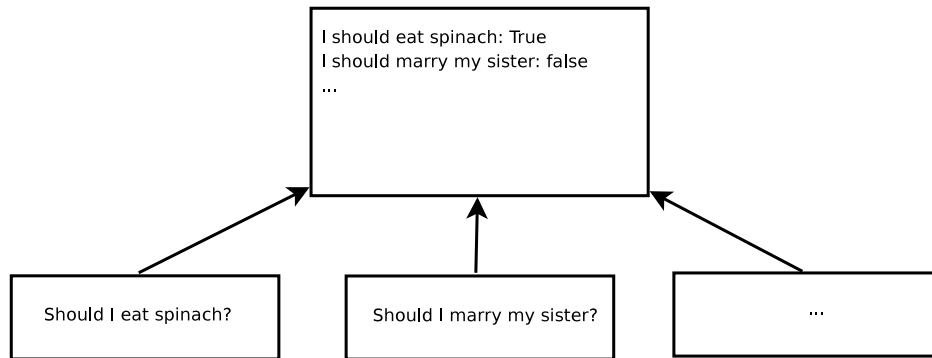 I should eat spinach: True
I should marry my sister: false
...
Should I eat spinach?
Should I marry my sister?
...